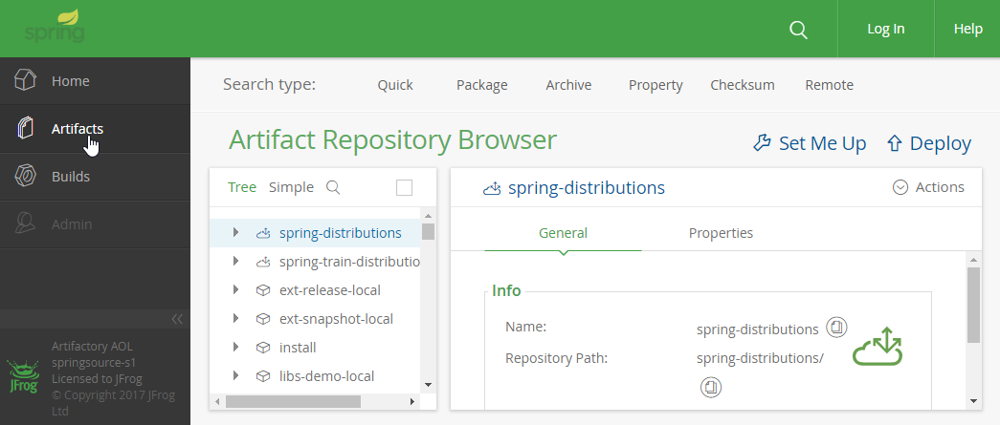 spring
Log In
Help
Home
Artifacts
Builds
Admin
Artifactory AOL
springsource-s1
Licensed to JFrog
© Copyright 2017 JFrog
Ltd
JFrog
Search type:
Quick
Package
Archive
Property
Checksum
Remote
Artifact Repository Browser
Set Me Up
Deploy
Tree
Simple
spring-distributions
spring-train-distributio
ext-release-local
ext-snapshot-local
install
libs-demo-local
spring-distributions
Actions
General
Properties
Info
Name:
spring-distributions
Repository Path:
spring-distributions/